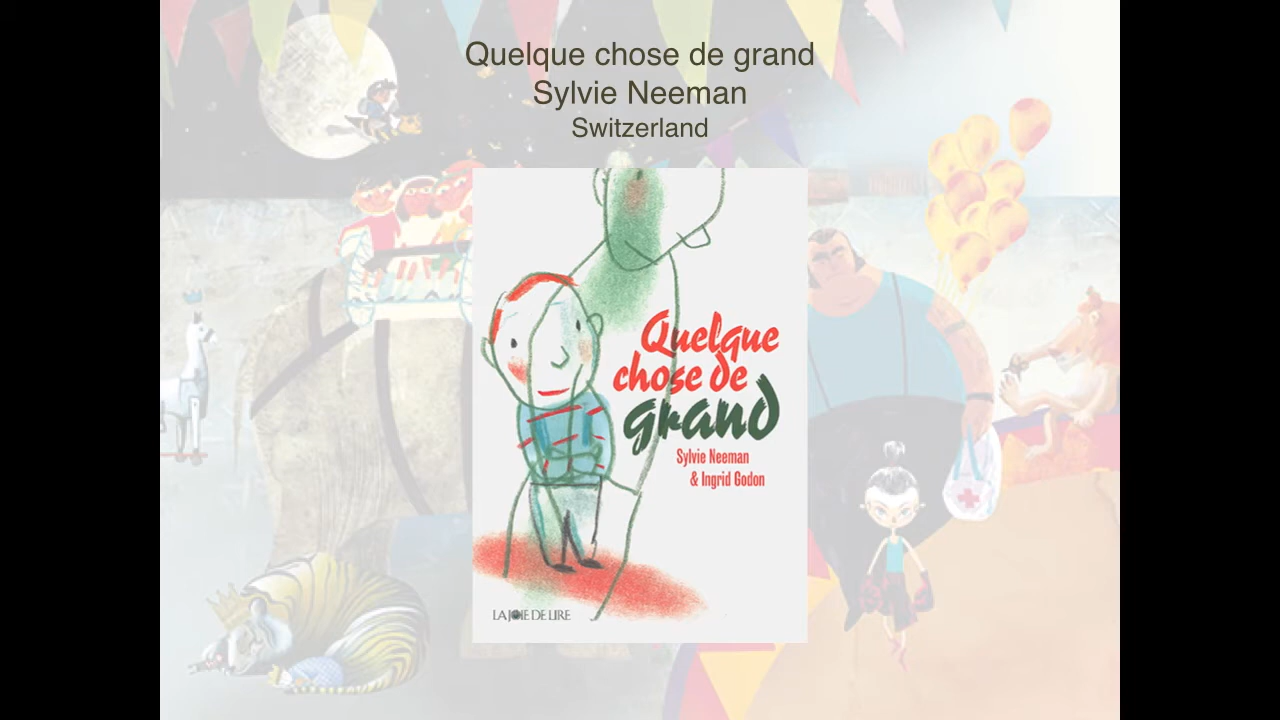 Quelque chose de grand
Sylvie Neeman
Switzerland
Quelque
chose de
grand
Sylvie Neeman
& Ingrid Godon
LA JOIE DE LIRE